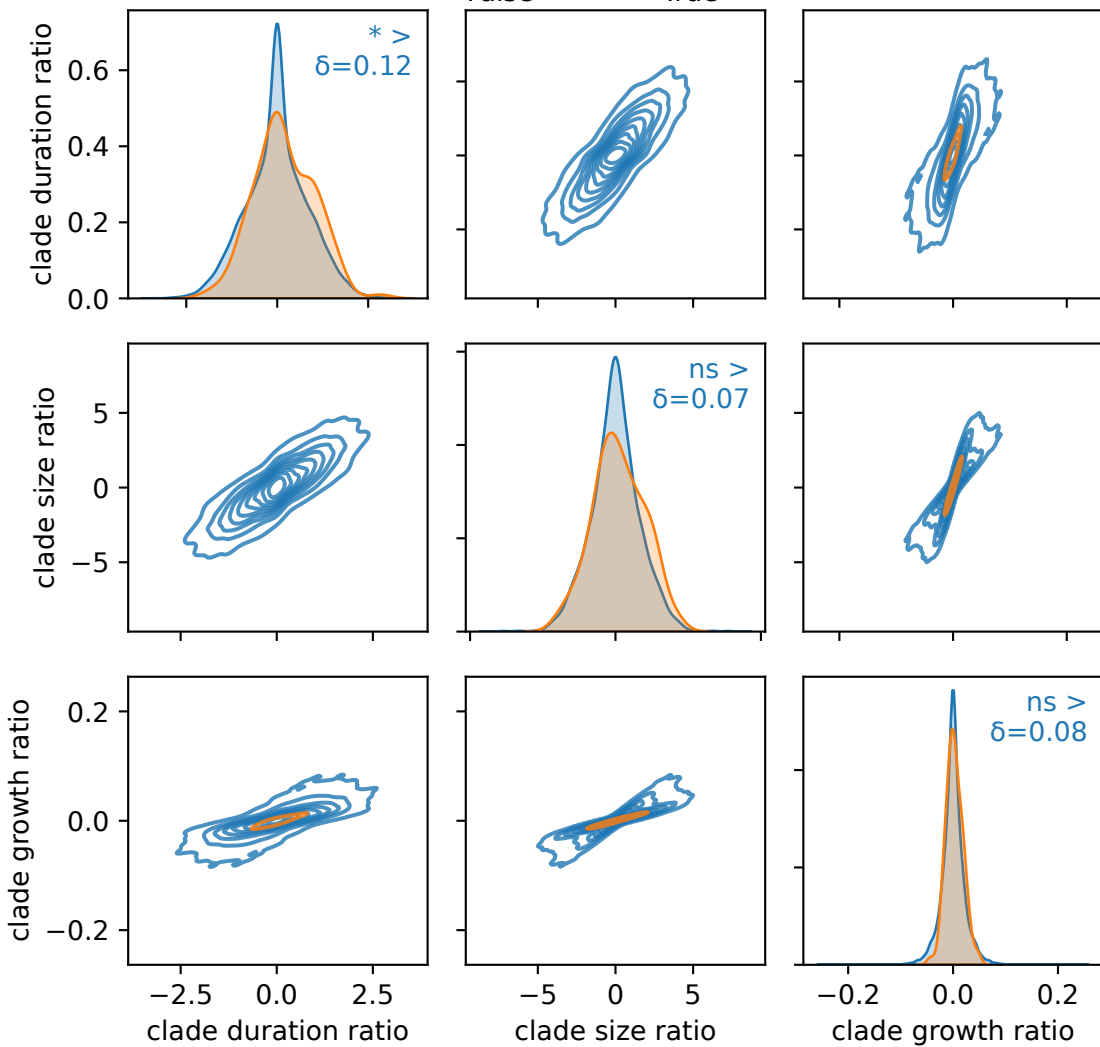 clade duration ratio
0.6
0.4
0.2
0.0
* >
δ=0.12
clade size ratio
5
0
−5
ns >
δ=0.07
clade growth ratio
0.2
0.0
−0.2
ns >
δ=0.08
−2.5 0.0 2.5
−5 0 5
−0.2 0.0 0.2
clade duration ratio
clade size ratio
clade growth ratio